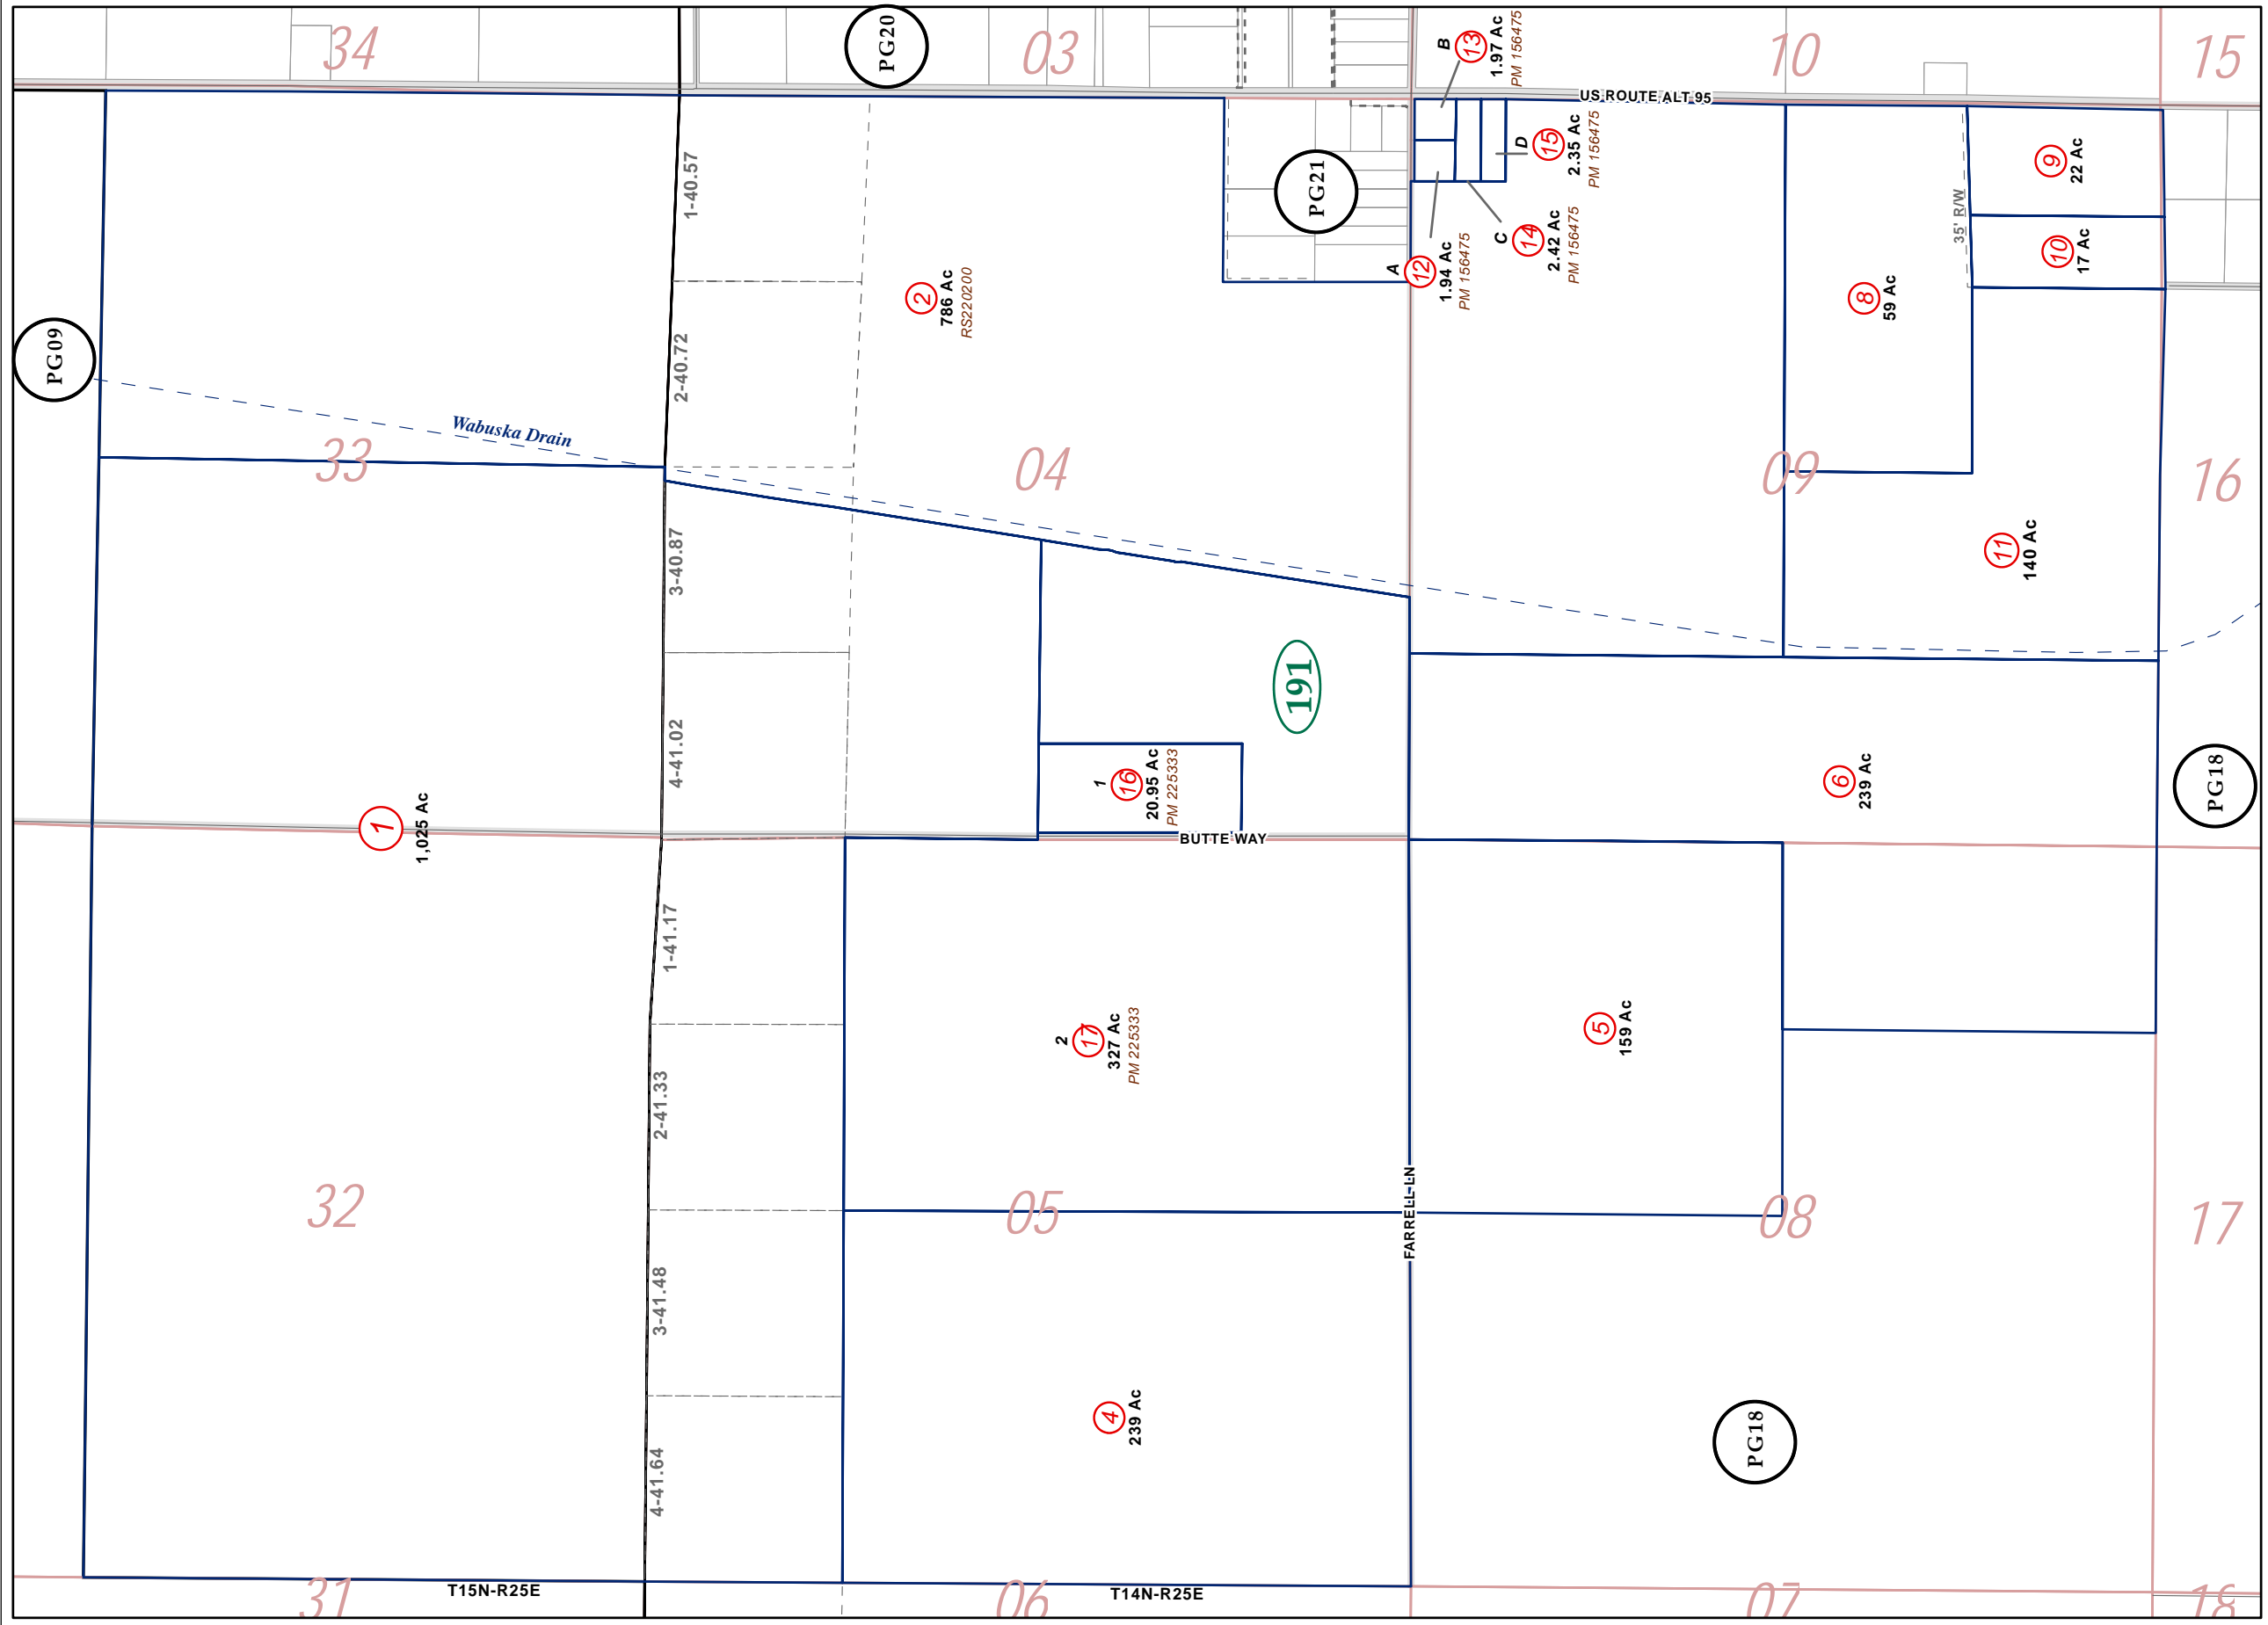 34
PG20
03
B
13
1.97 Ac
PM 156475
10
15
US ROUTE ALT 95
PG09
1-40.57
2-40.72
2
786 Ac
RS220200
PG21
D
15
2.35 Ac
PM 156475
C
14
2.42 Ac
PM 156475
A
12
1.94 Ac
PM 156475
35' R/W
9
22 Ac
10
17 Ac
8
59 Ac
Wabuska Drain
33
04
09
16
3-40.87
11
140 Ac
191
4-41.02
1
16
20.95 Ac
PM 225333
6
239 Ac
PG18
1
1,025 Ac
BUTTE WAY
1-41.17
2
17
327 Ac
PM 225333
5
159 Ac
2-41.33
32
05
FARRELL LN
08
17
3-41.48
4
239 Ac
PG18
4-41.64
31
T15N-R25E
06
T14N-R25E
07
18